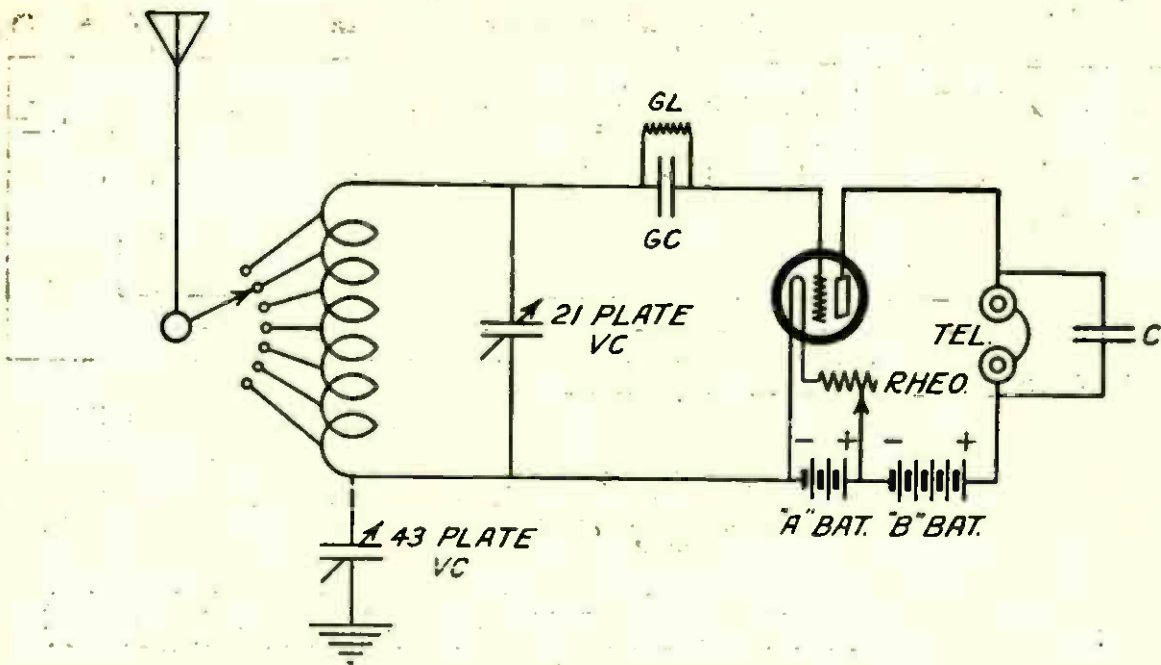 GL
GC
21 PLATE
VC
TEL.
C
RHEO.
- + - +
"A" BAT. "B" BAT.
43 PLATE
VC